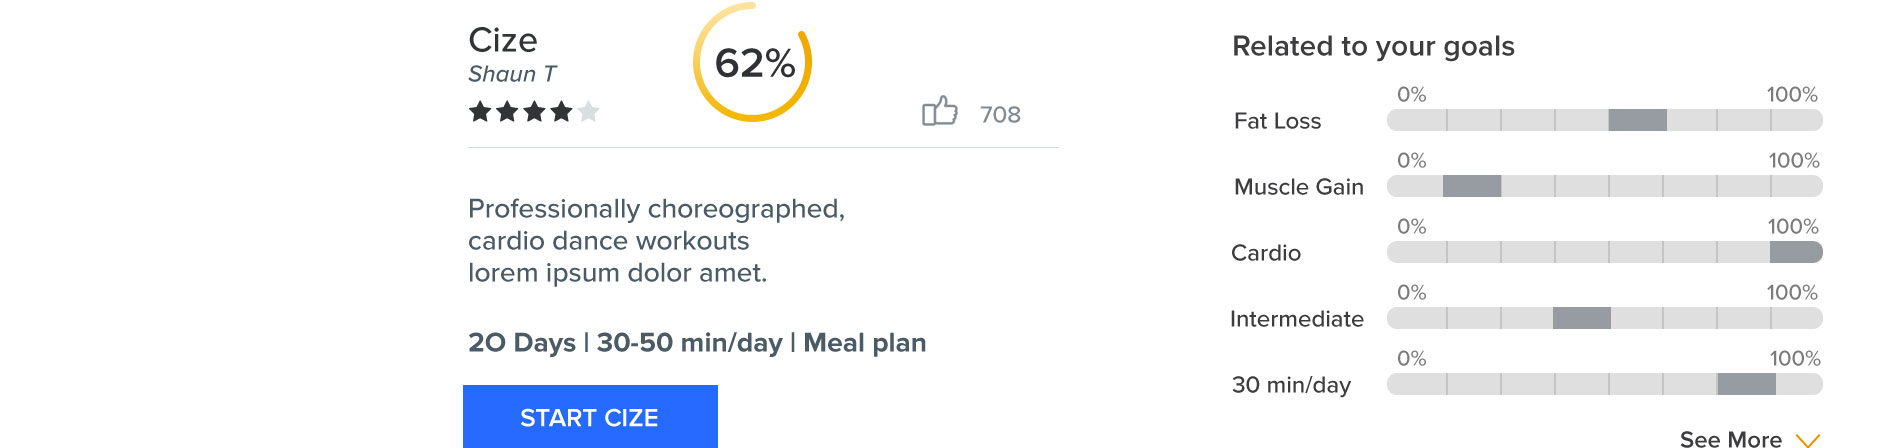 Cize
Shaun T
62%
708
Professionally choreographed,
cardio dance workouts
lorem ipsum dolor amet.
2O Days | 30-50 min/day | Meal plan
START CIZE
Related to your goals
0% 100%
Fat Loss
0% 100%
Muscle Gain
0% 100%
Cardio
0% 100%
Intermediate
0% 100%
30 min/day
See More